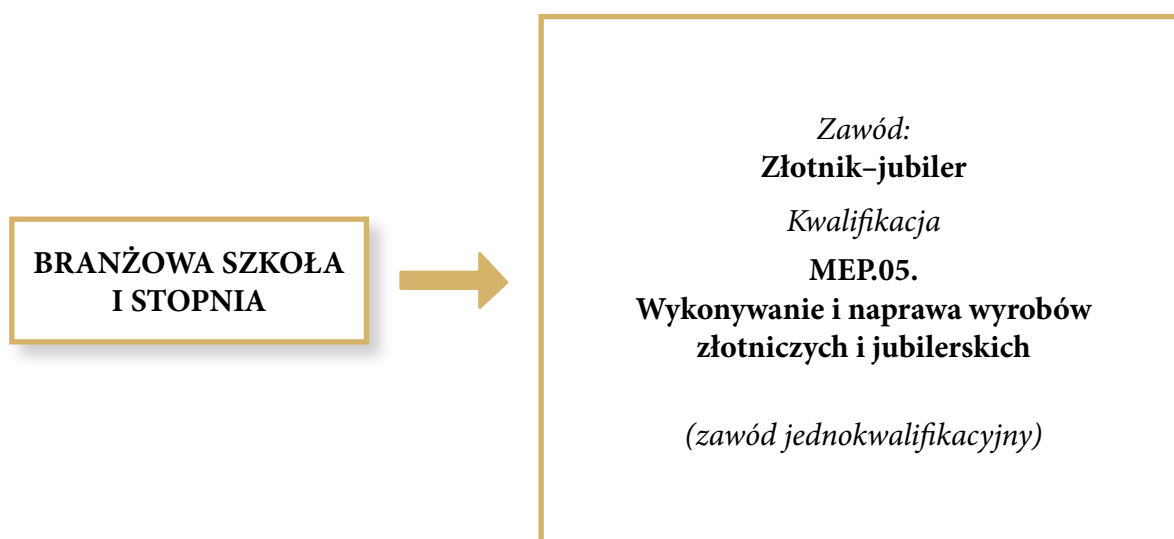 BRANŻOWA SZKOŁA
I STOPNIA
Zawód:
Złotnik–jubiler
Kwalifikacja
MEP.05.
Wykonywanie i naprawa wyrobów
złotniczych i jubilerskich
(zawód jednokwalifikacyjny)